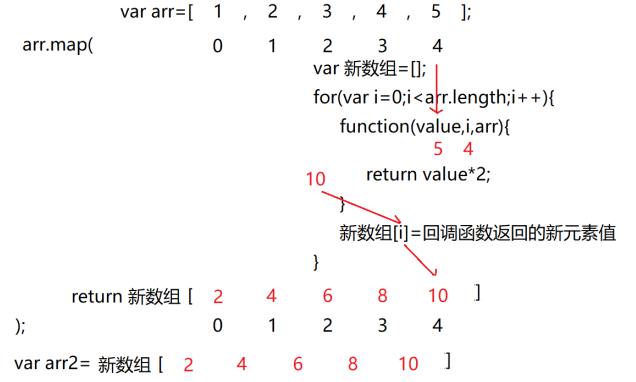 var arr=[ 1 , 2 , 3 , 4 , 5 ];
arr.map( 0 1 2 3 4
var 新数组=[];
for(var i=0;i<arr.length;i++){
function(value,i,arr){
5 4
return value*2;
10
}
新数组[i]=回调函数返回的新元素值
}
return 新数组 [ 2 4 6 8 10 ]
); 0 1 2 3 4
var arr2= 新数组 [ 2 4 6 8 10 ]